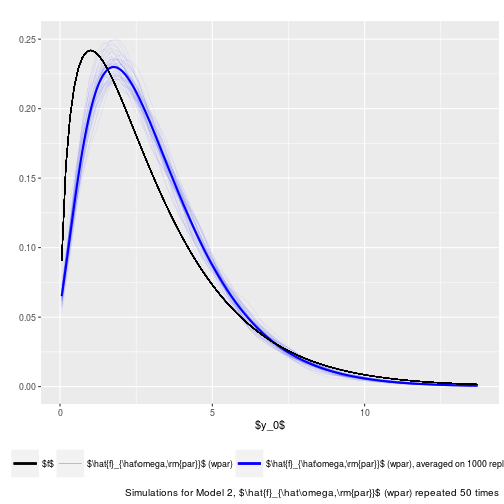 0.25
0.20
0.15
0.10
0.05
0.00
0
5
10
$y_0$
$f$
$\hat{f}_{\hat\omega,\rm{par}}$ (wpar)
$\hat{f}_{\hat\omega,\rm{par}}$ (wpar), averaged on 1000 repl
Simulations for Model 2, $\hat{f}_{\hat\omega,\rm{par}}$ (wpar) repeated 50 times